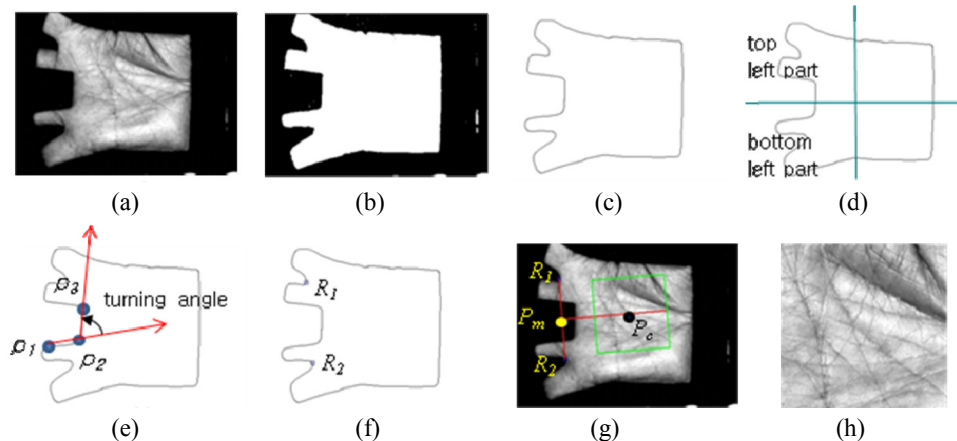 top
left part
bottom
left part
(a)
(b)
(c)
(d)
p3
turning angle
p1
p2
R1
R2
R1
Pm
Pc
R2
(e)
(f)
(g)
(h)